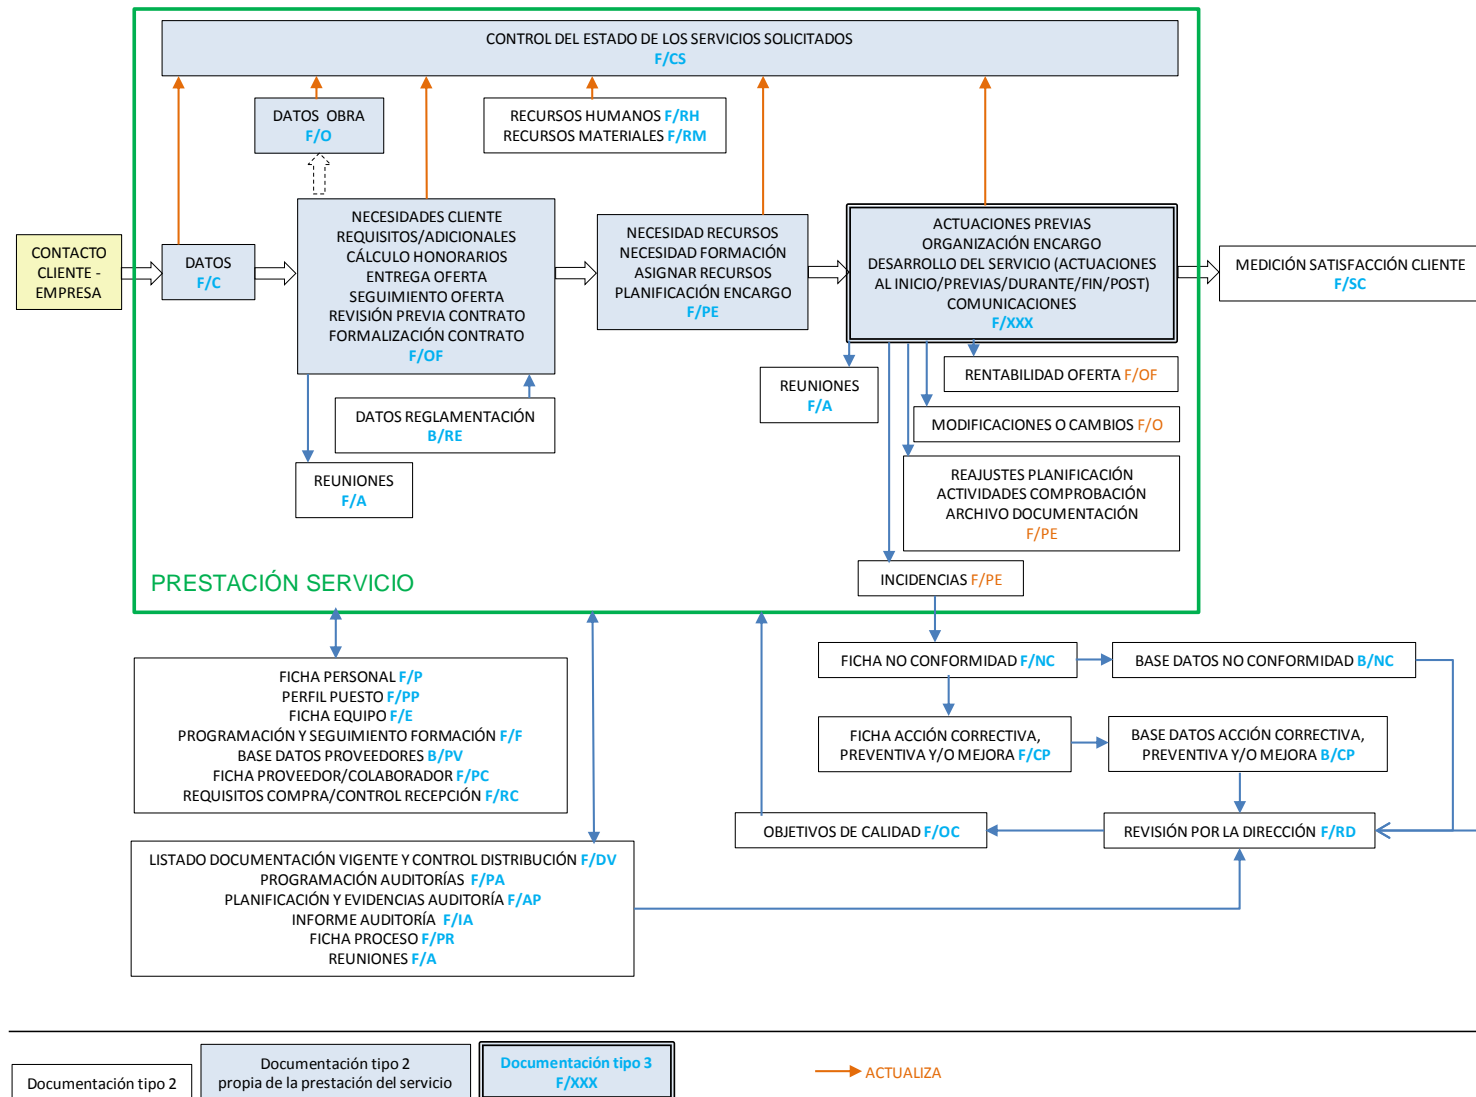 CONTROL DEL ESTADO DE LOS SERVICIOS SOLICITADOS
F/CS
DATOS OBRA
F/O
RECURSOS HUMANOS F/RH
RECURSOS MATERIALES F/RM
CONTACTO
CLIENTE -
EMPRESA
DATOS
F/C
NECESIDADES CLIENTE
REQUISITOS/ADICIONALES
CÁLCULO HONORARIOS
ENTREGA OFERTA
SEGUIMIENTO OFERTA
REVISIÓN PREVIA CONTRATO
FORMALIZACIÓN CONTRATO
F/OF
NECESIDAD RECURSOS
NECESIDAD FORMACIÓN
ASIGNAR RECURSOS
PLANIFICACIÓN ENCARGO
F/PE
ACTUACIONES PREVIAS
ORGANIZACIÓN ENCARGO
DESARROLLO DEL SERVICIO (ACTUACIONES
AL INICIO/PREVIAS/DURANTE/FIN/POST)
COMUNICACIONES
F/XXX
MEDICIÓN SATISFACCIÓN CLIENTE
F/SC
DATOS REGLAMENTACIÓN
B/RE
REUNIONES
F/A
REUNIONES
F/A
RENTABILIDAD OFERTA F/OF
MODIFICACIONES O CAMBIOS F/O
REAJUSTES PLANIFICACIÓN
ACTIVIDADES COMPROBACIÓN
ARCHIVO DOCUMENTACIÓN
F/PE
INCIDENCIAS F/PE
PRESTACIÓN SERVICIO
FICHA PERSONAL F/P
PERFIL PUESTO F/PP
FICHA EQUIPO F/E
PROGRAMACIÓN Y SEGUIMIENTO FORMACIÓN F/F
BASE DATOS PROVEEDORES B/PV
FICHA PROVEEDOR/COLABORADOR F/PC
REQUISITOS COMPRA/CONTROL RECEPCIÓN F/RC
FICHA NO CONFORMIDAD F/NC
BASE DATOS NO CONFORMIDAD B/NC
FICHA ACCIÓN CORRECTIVA,
PREVENTIVA Y/O MEJORA F/CP
BASE DATOS ACCIÓN CORRECTIVA,
PREVENTIVA Y/O MEJORA B/CP
OBJETIVOS DE CALIDAD F/OC
REVISIÓN POR LA DIRECCIÓN F/RD
LISTADO DOCUMENTACIÓN VIGENTE Y CONTROL DISTRIBUCIÓN F/DV
PROGRAMACIÓN AUDITORÍAS F/PA
PLANIFICACIÓN Y EVIDENCIAS AUDITORÍA F/AP
INFORME AUDITORÍA F/IA
FICHA PROCESO F/PR
REUNIONES F/A
Documentación tipo 2
Documentación tipo 2
propia de la prestación del servicio
Documentación tipo 3
F/XXX
ACTUALIZA